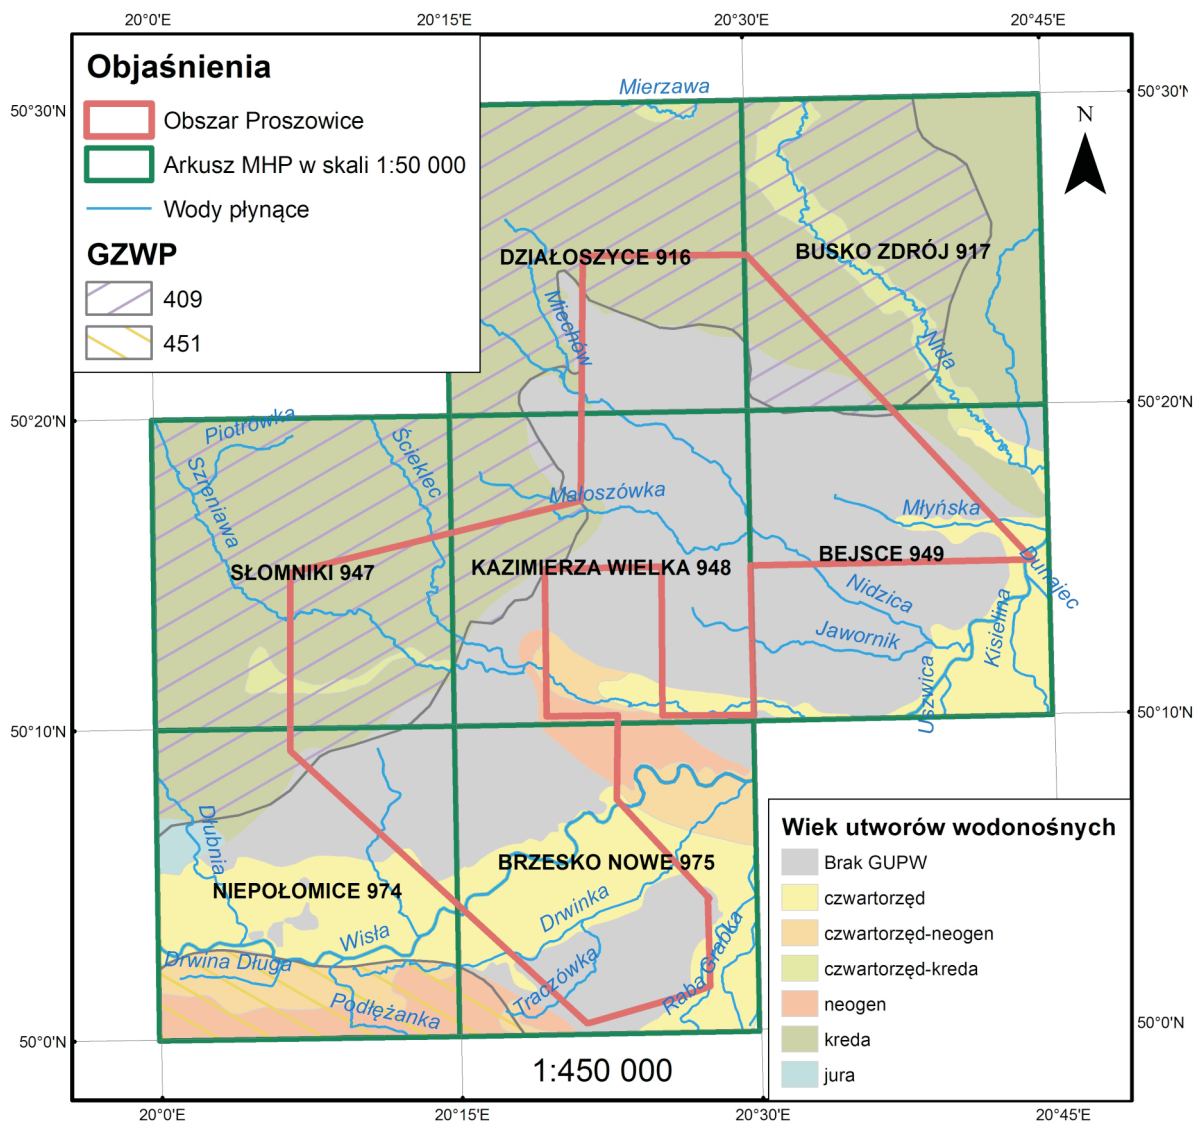 20°0'E 20°15'E 20°30'E 20°45'E
50°30'N
50°20'N
50°10'N
50°0'N
50°30'N
50°20'N
50°10'N
50°0'N
20°0'E 20°15'E 20°30'E 20°45'E
Objaśnienia
Obszar Proszowice
Arkusz MHP w skali 1:50 000
Wody płynące
GZWP
409
451
N
Mierzawa
DZIAŁOSZYCE 916
BUSKO ZDRÓJ 917
Miechów
Nida
Piotrówka
Ścieklec
Szreniawa
Małoszówka
Młyńska
SŁOMNIKI 947
KAZIMIERZA WIELKA 948
BEJSCE 949
Dunajec
Nidzica
Kisielina
Jawornik
Uszwica
Dłubnia
BRZESKO NOWE 975
NIEPOŁOMICE 974
Drwinka
Wisła
Drwina Długa
Traczówka
Raba
Grabka
Podłężanka
1:450 000
Wiek utworów wodonośnych
Brak GUPW
czwartorzęd
czwartorzęd-neogen
czwartorzęd-kreda
neogen
kreda
jura